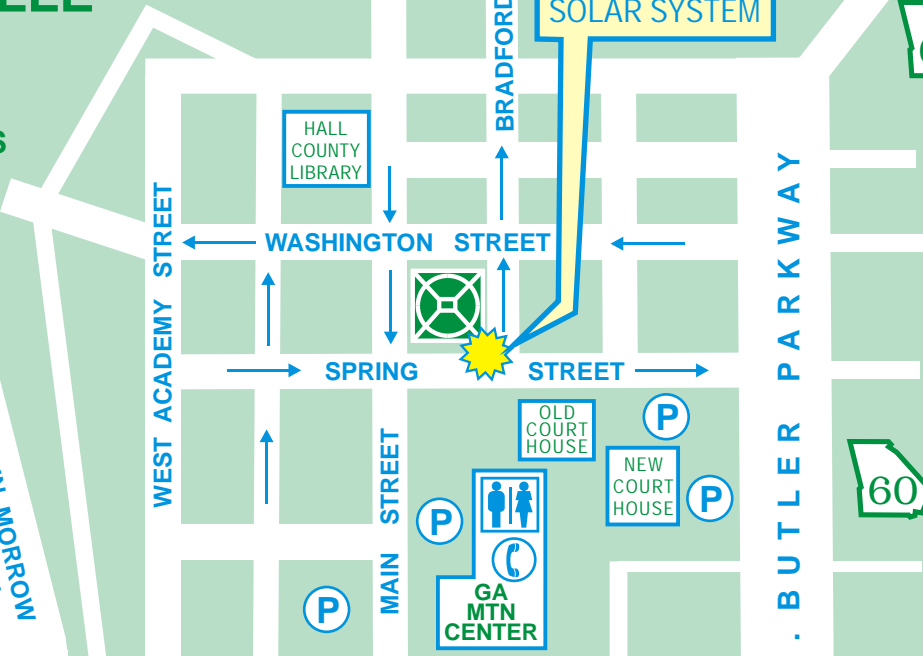 SOLAR SYSTEM
BRADFORD
HALL
COUNTY
LIBRARY
WASHINGTON STREET
WEST ACADEMY STREET
SPRING STREET
MAIN STREET
. BUTLER PARKWAY
OLD
COURT
HOUSE
NEW
COURT
HOUSE
P
P
P
P
60
GA
MTN
CENTER
MORROW